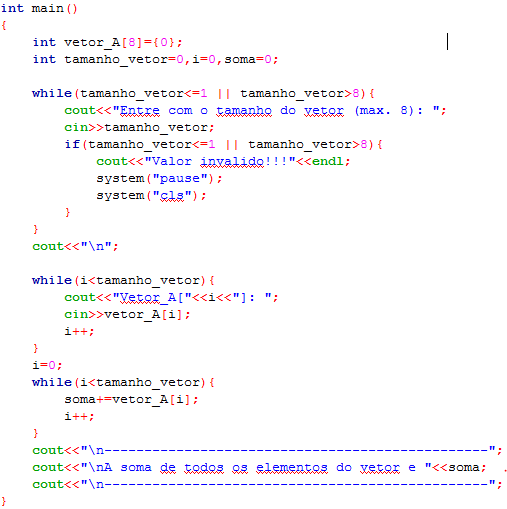 int main()
{
    int vetor_A[8]={0};
    int tamanho_vetor=0,i=0,soma=0;
    while(tamanho_vetor<=1 || tamanho_vetor>8){
        cout<<"Entre com o tamanho do vetor (max. 8): ";
        cin>>tamanho_vetor;
        if(tamanho_vetor<=1 || tamanho_vetor>8){
            cout<<"Valor invalido!!!"<<endl;
            system("pause");
            system("cls");
        }
    }
    cout<<"\n";
    while(i<tamanho_vetor){
        cout<<"Vetor_A["<<i<<"]: ";
        cin>>vetor_A[i];
        i++;
    }
    i=0;
    while(i<tamanho_vetor){
        soma+=vetor_A[i];
        i++;
    }
    cout<<"\n------------------------------------------------";
    cout<<"\nA soma de todos os elementos do vetor e "<<soma;
    cout<<"\n------------------------------------------------";
}